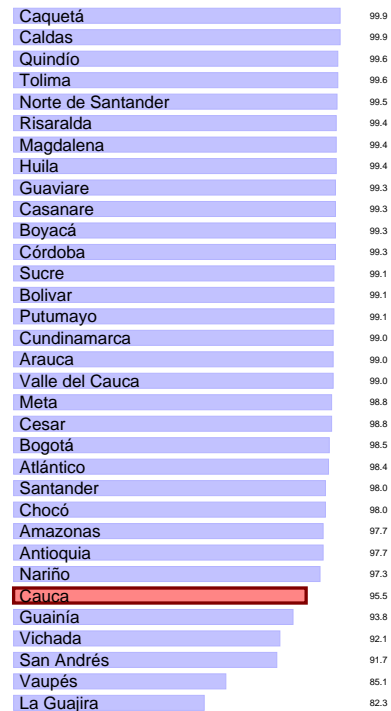 Caquetá 99.9
Caldas 99.9
Quindío 99.6
Tolima 99.6
Norte de Santander 99.5
Risaralda 99.4
Magdalena 99.4
Huila 99.4
Guaviare 99.3
Casanare 99.3
Boyacá 99.3
Córdoba 99.3
Sucre 99.1
Bolivar 99.1
Putumayo 99.1
Cundinamarca 99.0
Arauca 99.0
Valle del Cauca 99.0
Meta 98.8
Cesar 98.8
Bogotá 98.5
Atlántico 98.4
Santander 98.0
Chocó 98.0
Amazonas 97.7
Antioquia 97.7
Nariño 97.3
Cauca 95.5
Guainía 93.8
Vichada 92.1
San Andrés 91.7
Vaupés 85.1
La Guajira 82.3